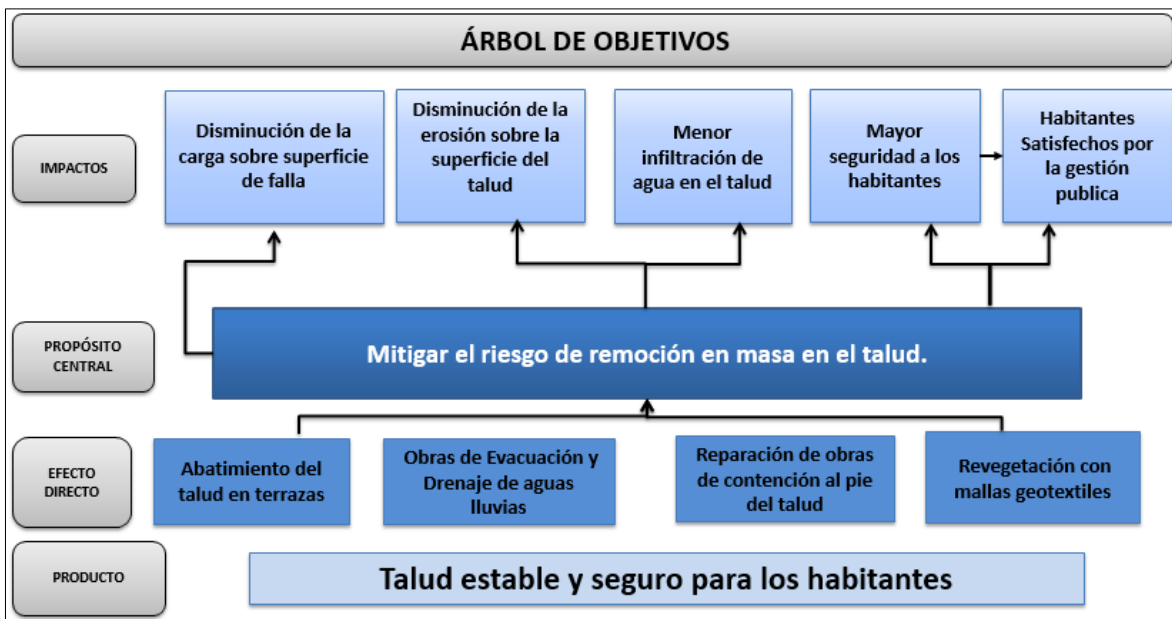 ÁRBOL DE OBJETIVOS
IMPACTOS
Disminución de la
carga sobre superficie
de falla
Disminución de la
erosión sobre la
superficie del
talud
Menor
infiltración de
agua en el talud
Mayor
seguridad a los
habitantes
Habitantes
Satisfechos por
la gestión
publica
PROPÓSITO
CENTRAL
Mitigar el riesgo de remoción en masa en el talud.
EFECTO
DIRECTO
Abatimiento del
talud en terrazas
Obras de Evacuación y
Drenaje de aguas
lluvias
Reparación de obras
de contención al pie
del talud
Revegetación con
mallas geotextiles
PRODUCTO
Talud estable y seguro para los habitantes